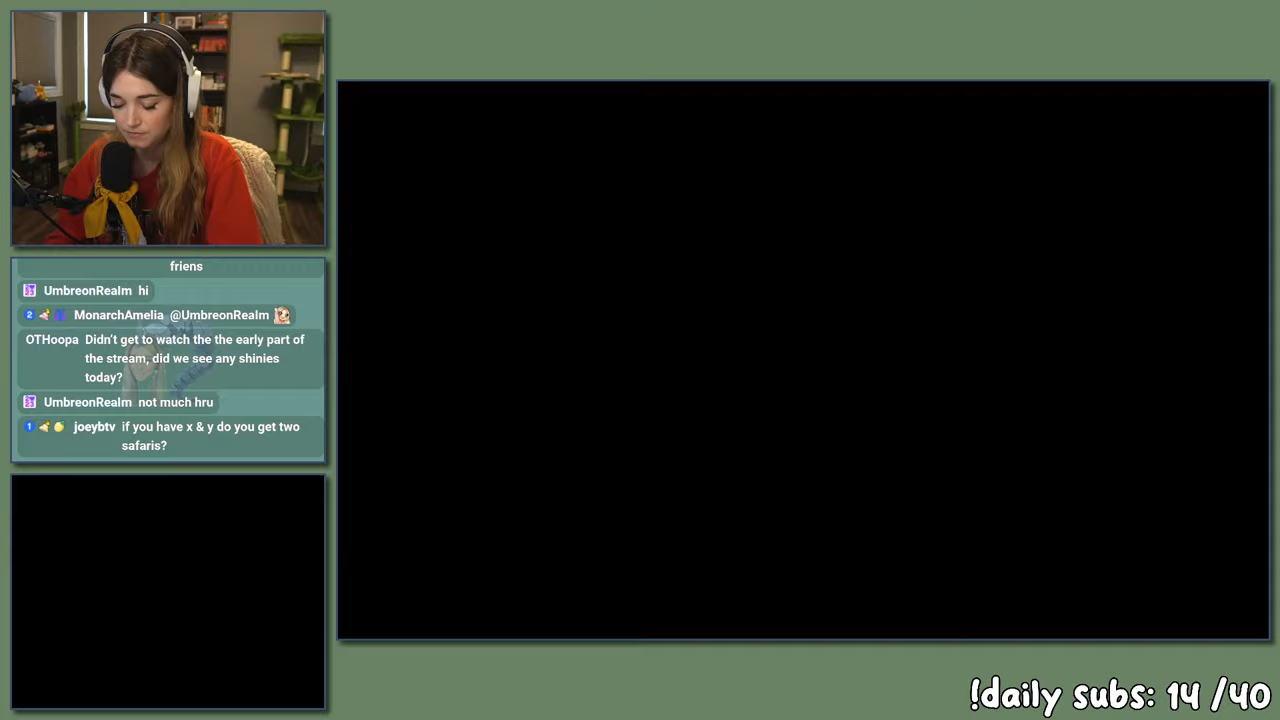 friens
UmbreonRealm hi
2 MonarchAmelia @UmbreonRealm
OTHoopa Didn't get to watch the the early part of
the stream, did we see any shinies
today?
UmbreonRealm not much hru
1 joeybtv if you have x & y do you get two
safaris?
!daily subs: 14 /40